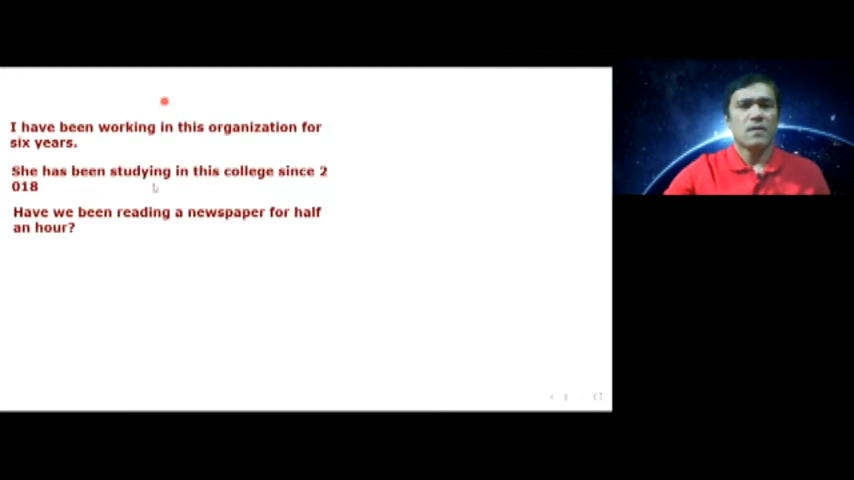 I have been working in this organization for
six years.
She has been studying in this college since 2
018
Have we been reading a newspaper for half
an hour?